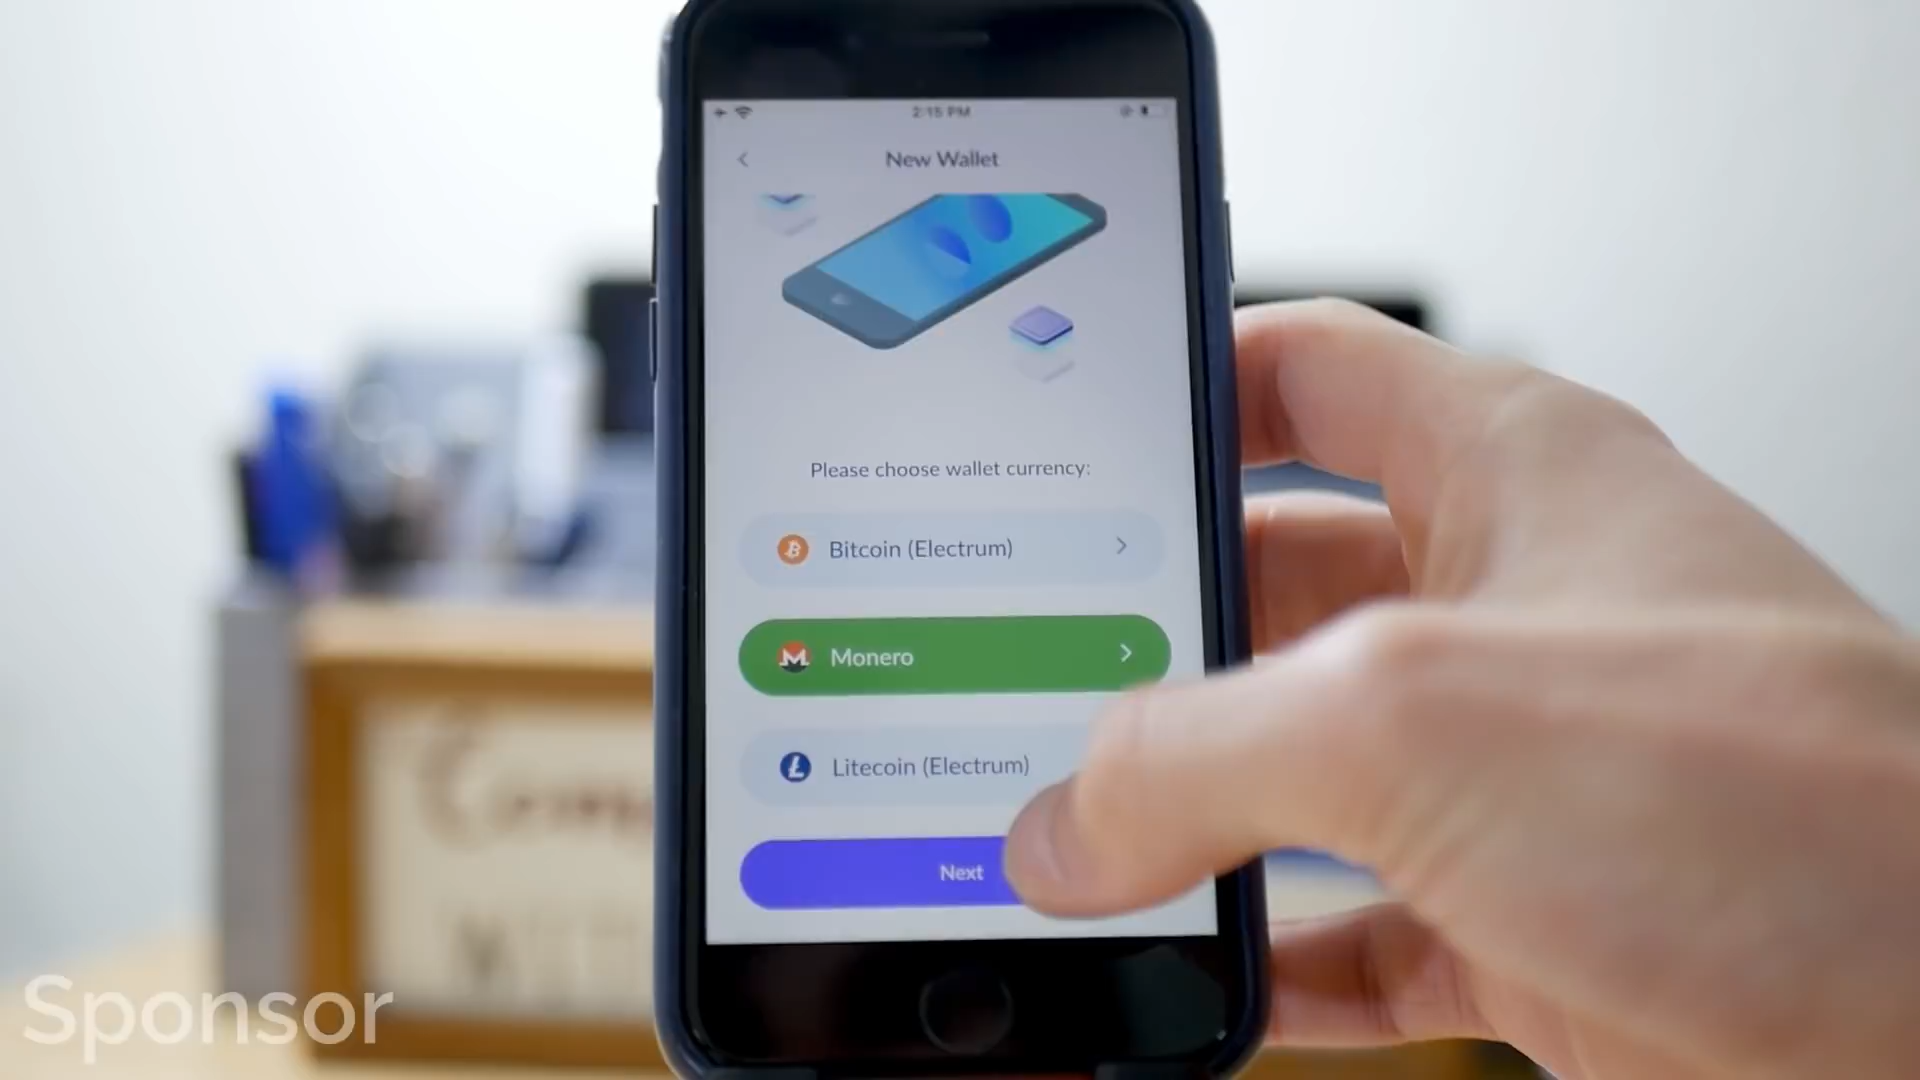 2:15 PM
New Wallet
Please choose wallet currency:
Bitcoin (Electrum)
Monero
Litecoin (Electrum)
Next
Sponsor